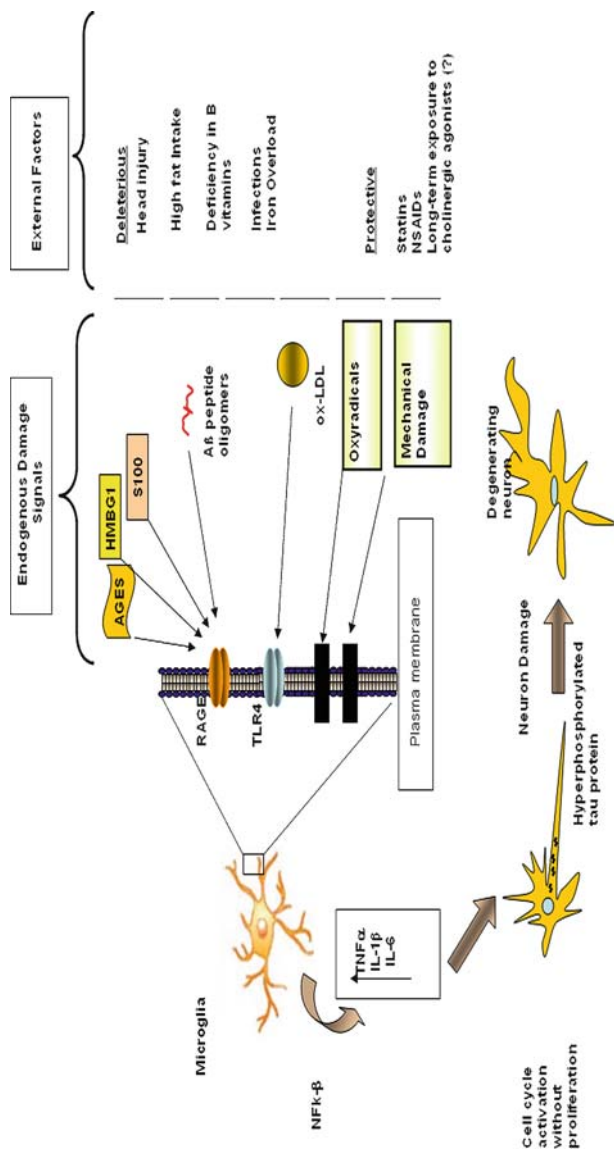 External Factors
Deleterious
Head injury
High fat Intake
Deficiency in B
vitamins
Infections
Iron Overload
Protective
Statins
NSAIDs
Long-term exposure to
cholinergic agonists (?)
Endogenous Damage
Signals
AGES
HMBG1
S100
Aß peptide
oligomers
ox-LDL
Oxyradicals
Mechanical
Damage
RAGE
TLR4
Plasma membrane
Microglia
NFk-β
TNFα
IL-1β
IL-6
Cell cycle
activation
without
proliferation
Hyperphosphorylated
tau protein
Neuron Damage
Degenerating
neuron